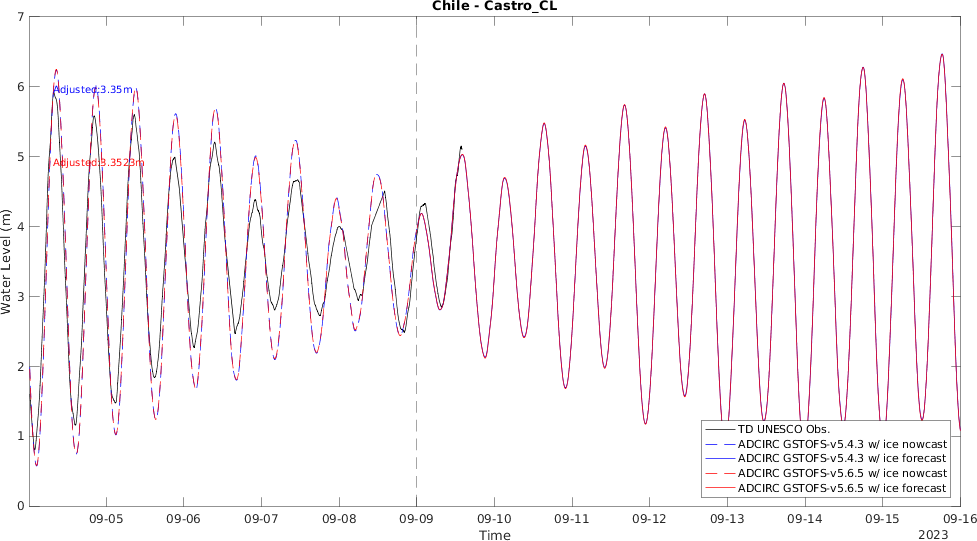 Chile - Castro_CL
7
6
5
4
3
2
1
0
Water Level (m)
Adjusted:3.35m
Adjusted:3.3523m
TD UNESCO Obs.
ADCIRC GSTOFS-v5.4.3 w/ ice nowcast
ADCIRC GSTOFS-v5.4.3 w/ ice forecast
ADCIRC GSTOFS-v5.6.5 w/ ice nowcast
ADCIRC GSTOFS-v5.6.5 w/ ice forecast
09-05 09-06 09-07 09-08 09-09 09-10 09-11 09-12 09-13 09-14 09-15 09-16
Time
2023